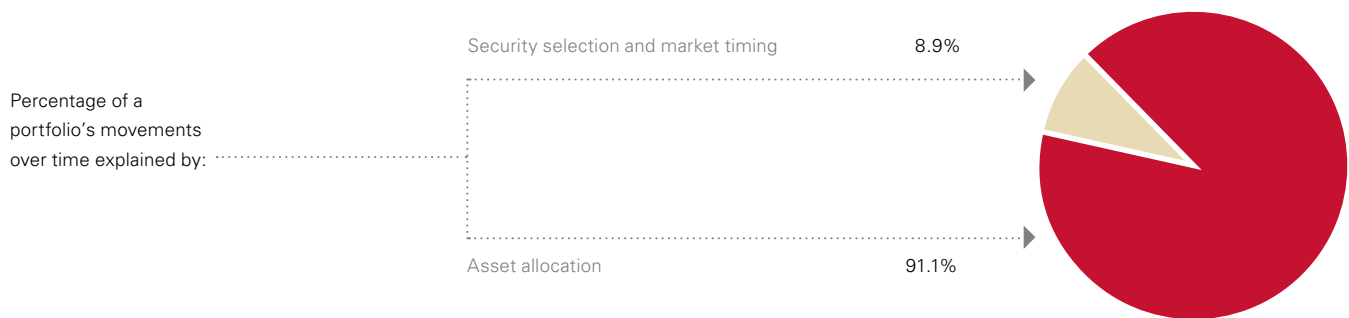 Security selection and market timing 8.9%
Percentage of a
portfolio’s movements
over time explained by:
Asset allocation 91.1%